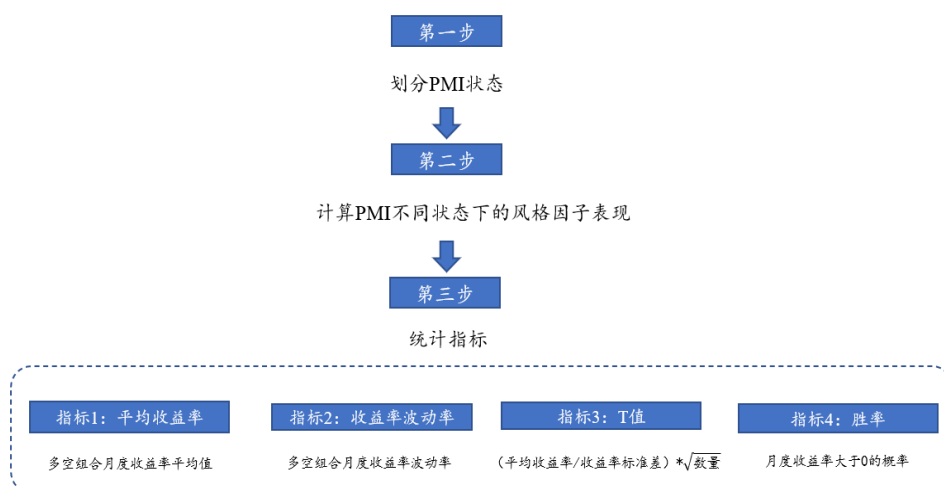 第一步
划分PMI状态
第二步
计算PMI不同状态下的风格因子表现
第三步
统计指标
指标1：平均收益率
指标2：收益率波动率
指标3：T值
指标4：胜率
多空组合月度收益率平均值
多空组合月度收益率波动率
（平均收益率/收益率标准差）*√数量
月度收益率大于0的概率